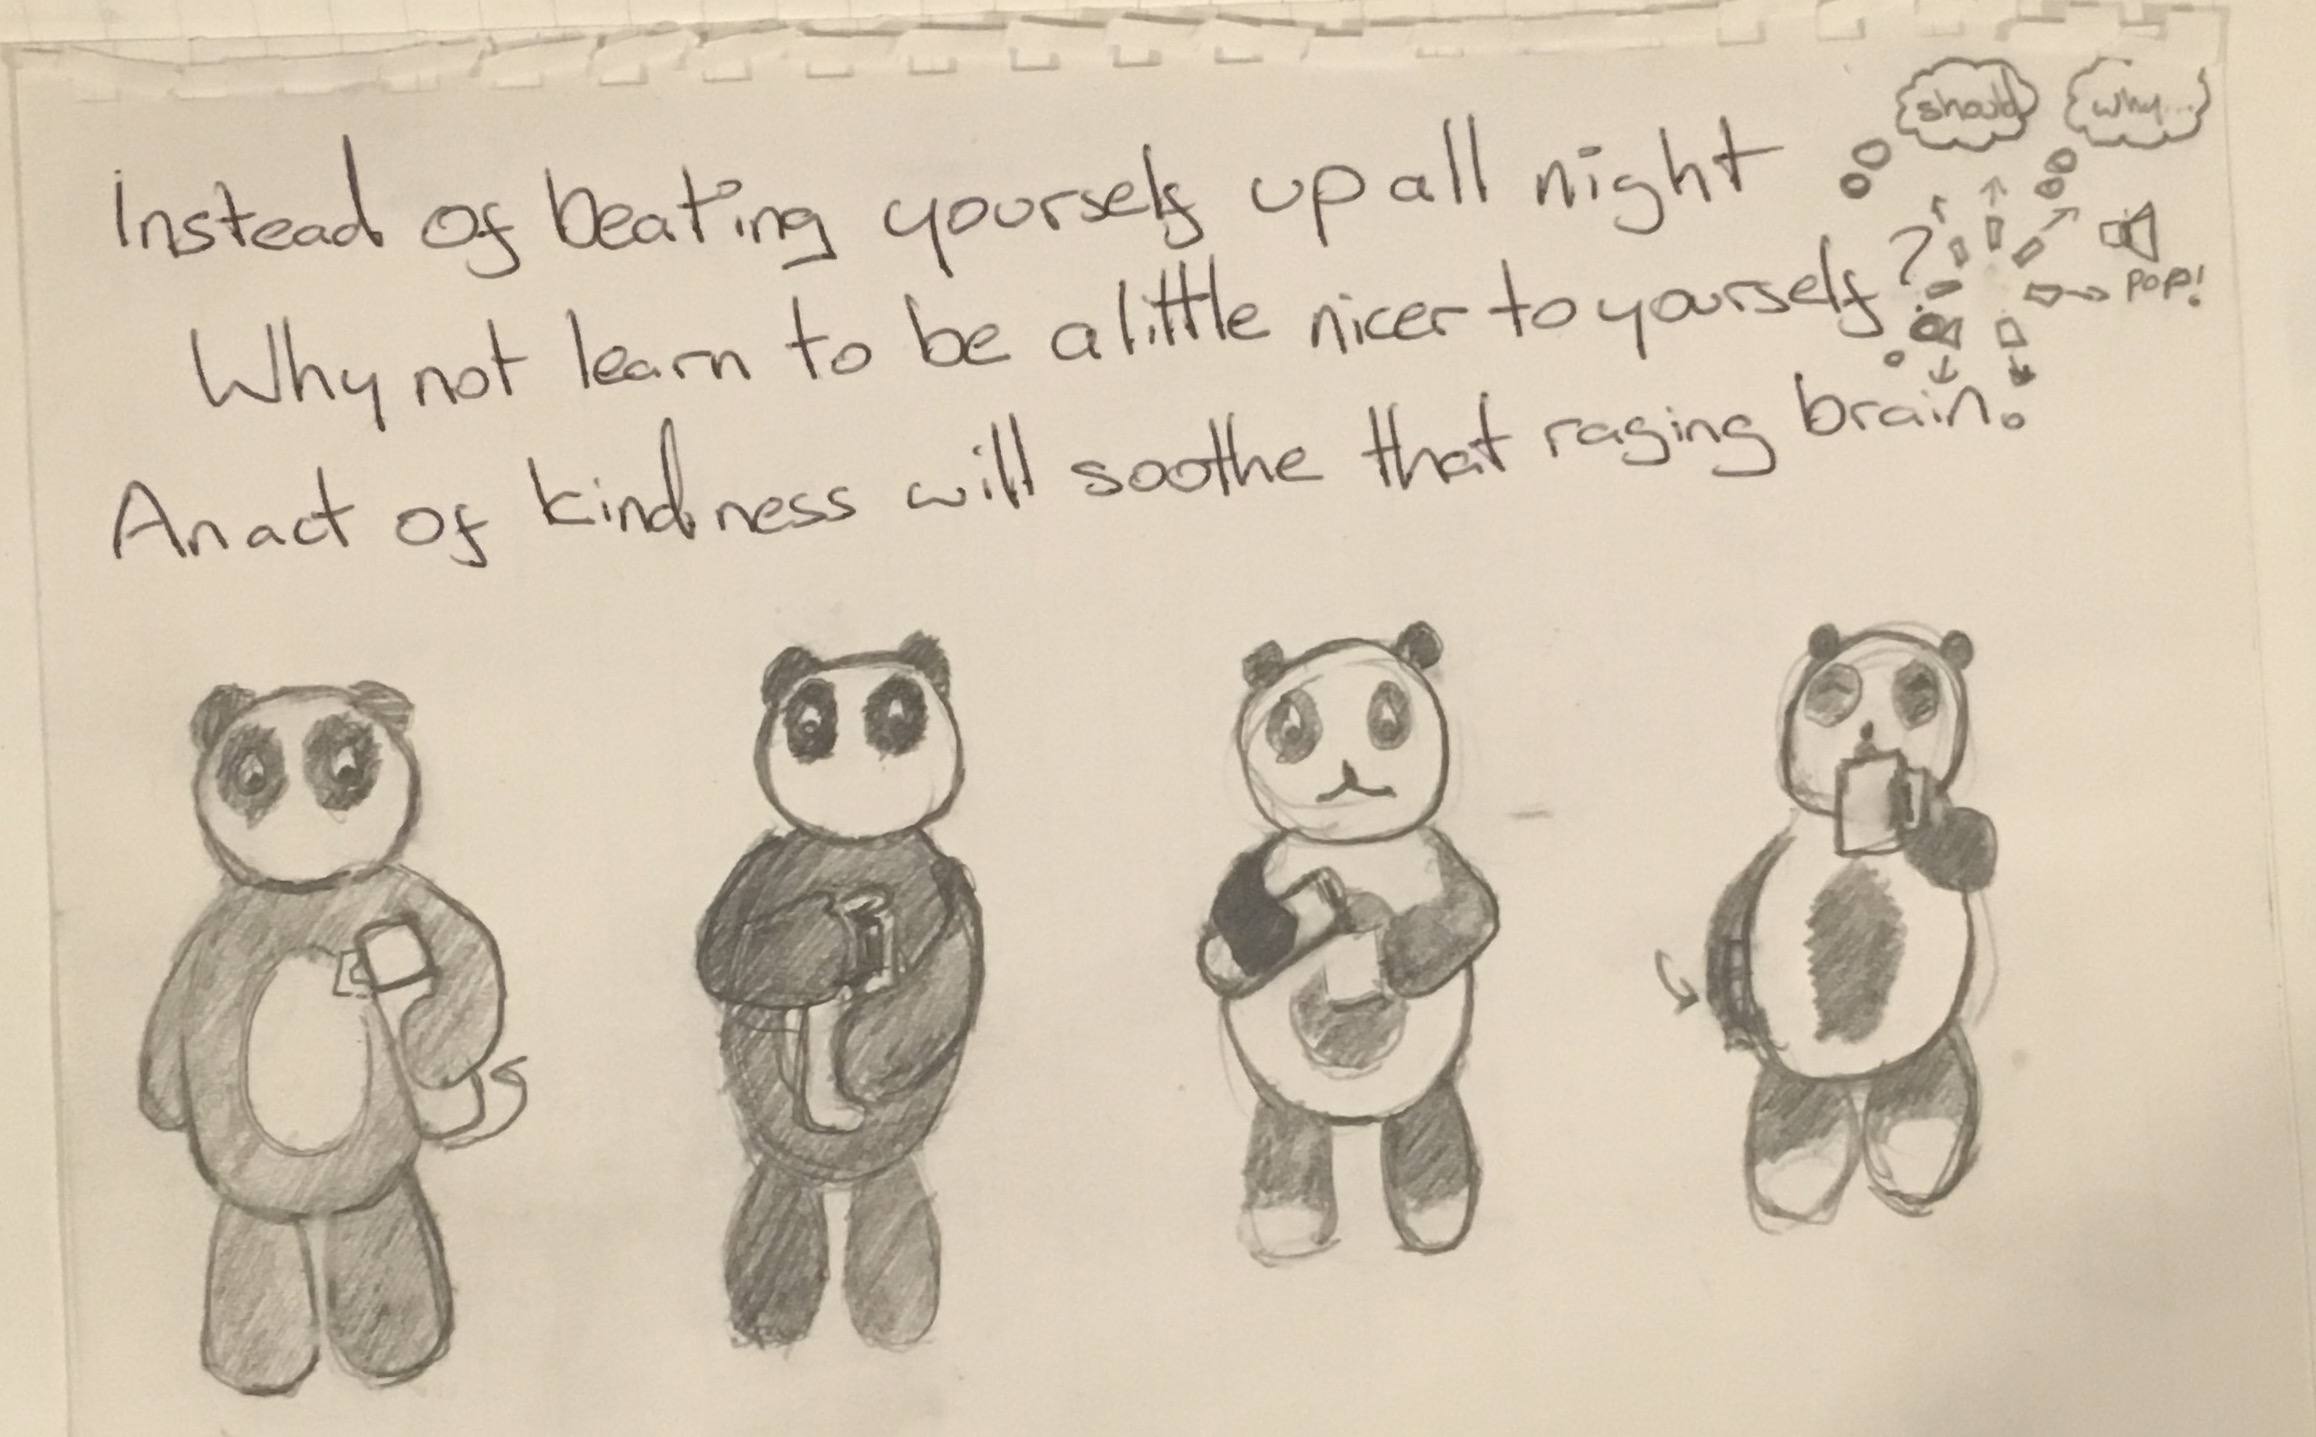 should
why...
Instead of beating yourself up all night
Why not learn to be a little nicer to yourself?
POP!
An act of kindness will soothe that raging brain.